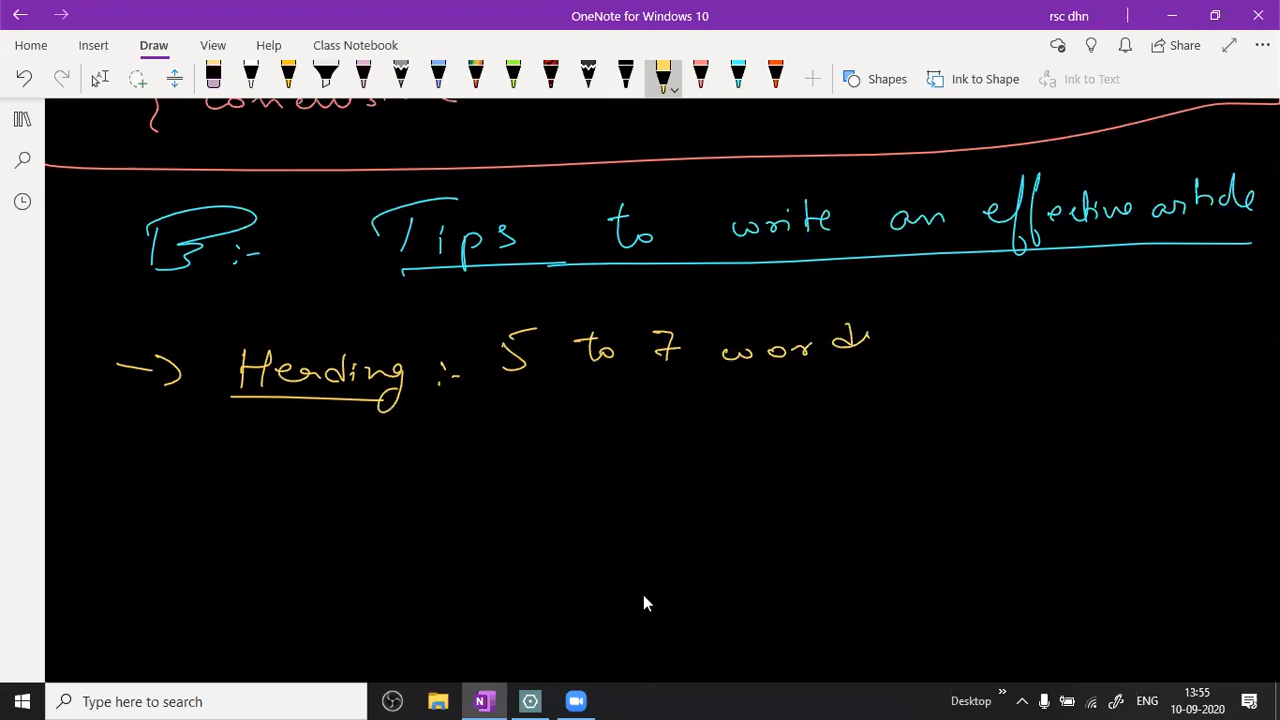 OneNote for Windows 10
rsc dhn
Home Insert Draw View Help Class Notebook
Share
Shapes Ink to Shape Ink to Text
B:- Tips to write an effective article
→ Heading :- 5 to 7 words
Type here to search
Desktop
ENG
13:55
10-09-2020